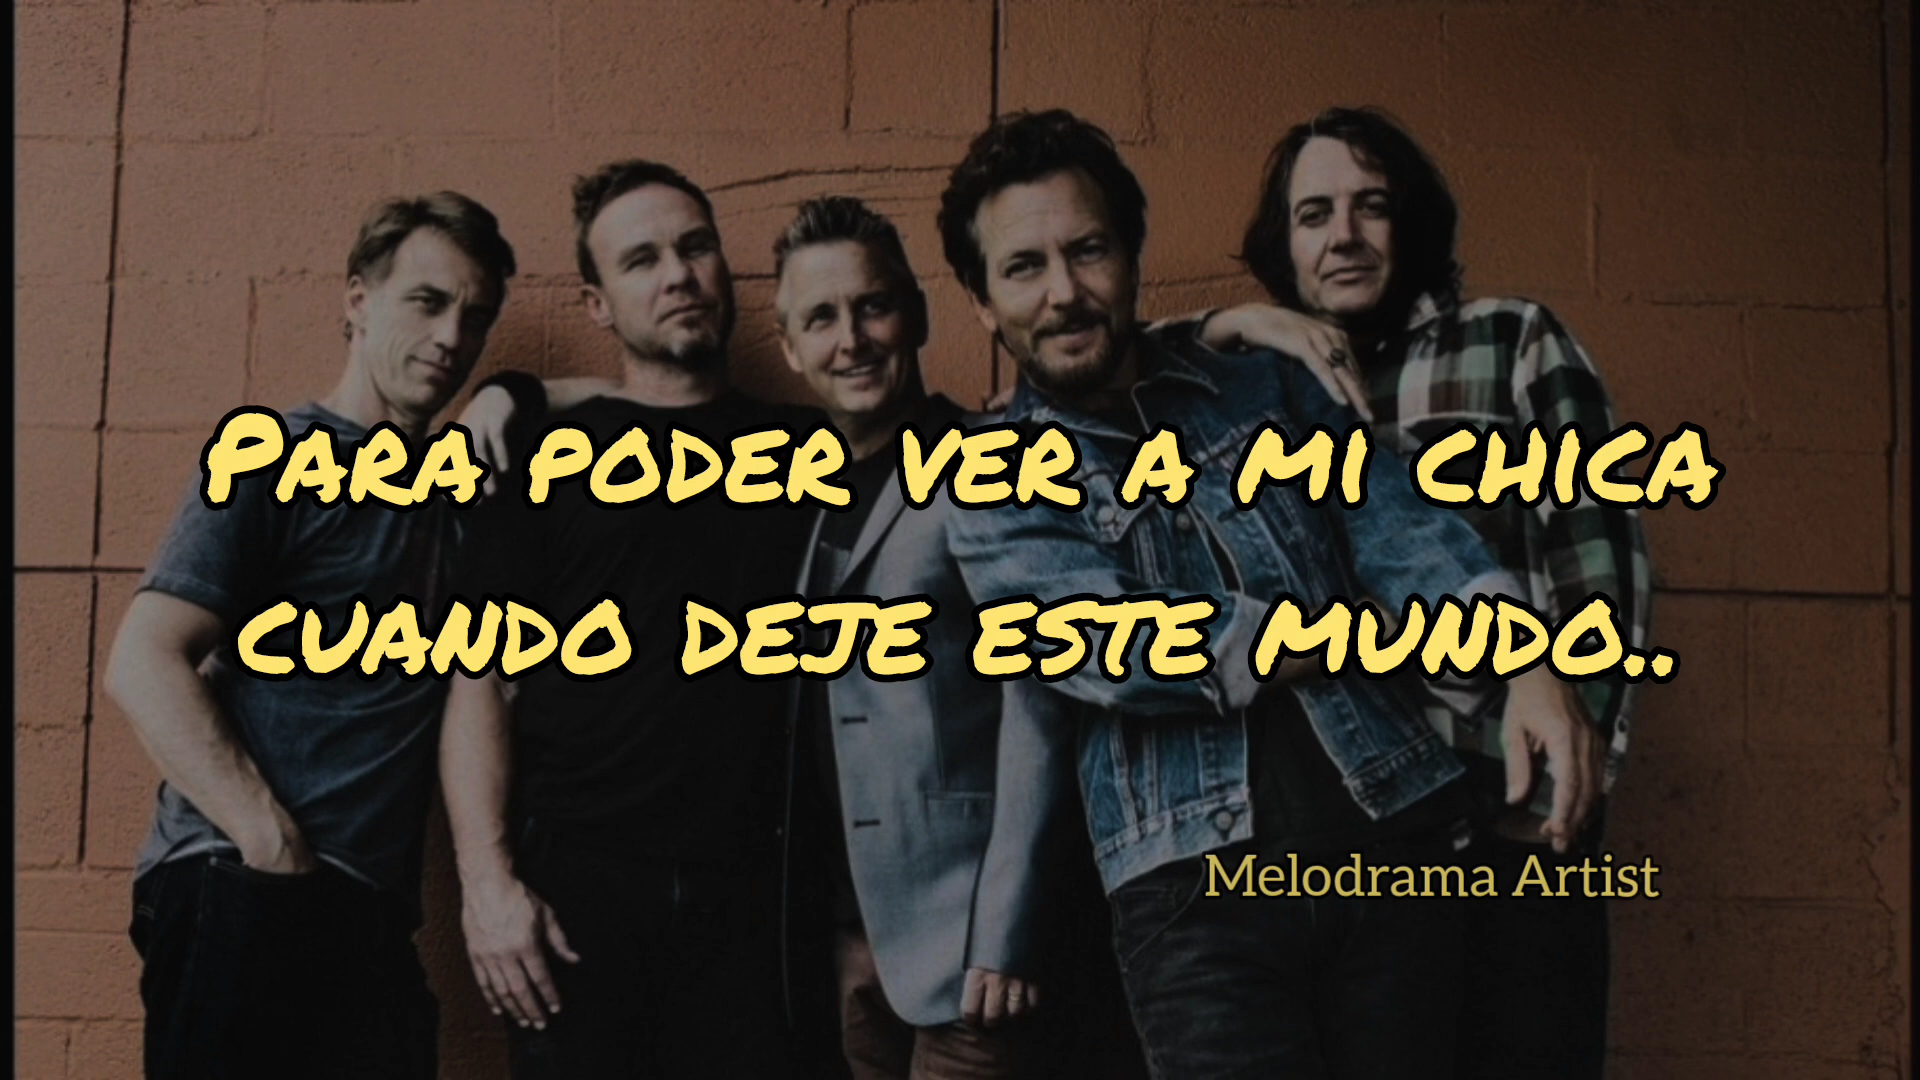 Para poder ver a mi chica
cuando deje este mundo..
Melodrama Artist